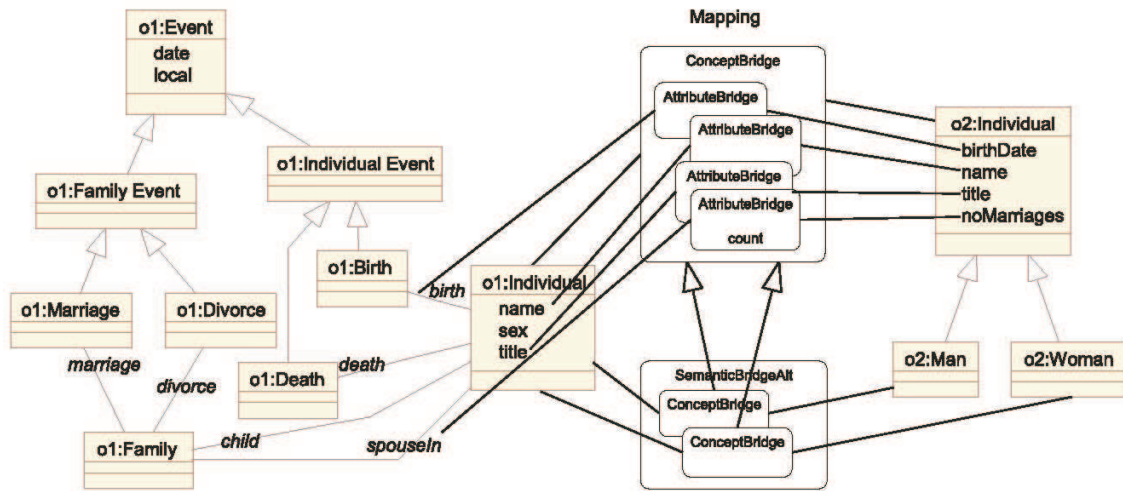 Mapping
o1:Event
date
local
o1:Family Event
o1:Individual Event
o1:Birth
o1:Marriage
o1:Divorce
marriage
divorce
o1:Death
o1:Family
birth
death
child
spouseIn
o1:Individual
name
sex
title
ConceptBridge
AttributeBridge
AttributeBridge
AttributeBridge
AttributeBridge
count
SemanticBridgeAlt
ConceptBridge
ConceptBridge
o2:Individual
birthDate
name
title
noMarriages
o2:Man
o2:Woman